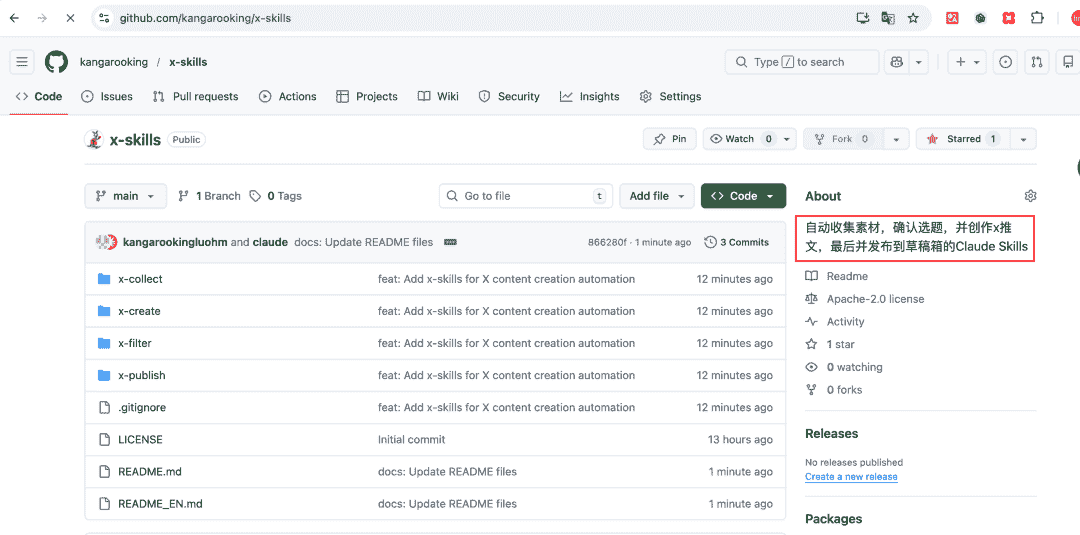 github.com/kangarooking/x-skills
kangarooking / x-skills
Type / to search
Code Issues Pull requests Actions Projects Wiki Security Insights Settings
x-skills Public
Pin Watch 0 Fork 0 Starred 1
main 1 Branch 0 Tags Go to file t Add file Code
kangarookingluohm and claude docs: Update README files 866280f · 1 minute ago 3 Commits
x-collect feat: Add x-skills for X content creation automation 12 minutes ago
x-create feat: Add x-skills for X content creation automation 12 minutes ago
x-filter feat: Add x-skills for X content creation automation 12 minutes ago
x-publish feat: Add x-skills for X content creation automation 12 minutes ago
.gitignore feat: Add x-skills for X content creation automation 12 minutes ago
LICENSE Initial commit 13 hours ago
README.md docs: Update README files 1 minute ago
README_EN.md docs: Update README files 1 minute ago
About
自动收集素材，确认选题，并创作x推
文，最后并发布到草稿箱的Claude Skills
Readme
Apache-2.0 license
Activity
1 star
0 watching
0 forks
Releases
No releases published
Create a new release
Packages